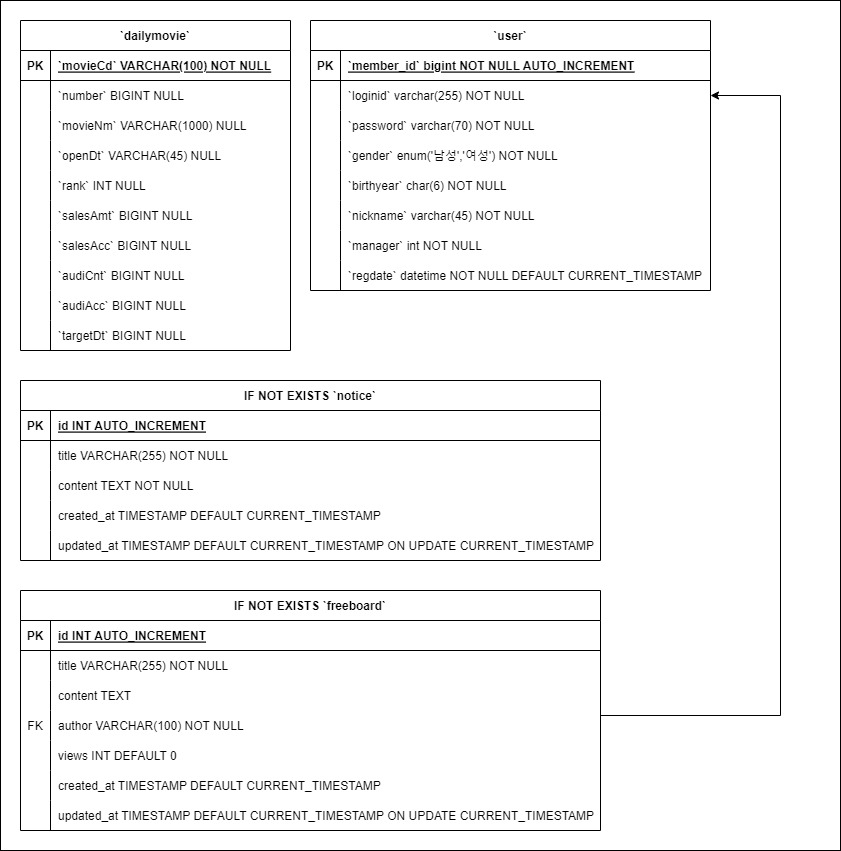 `dailymovie`
PK `movieCd` VARCHAR(100) NOT NULL
`number` BIGINT NULL
`movieNm` VARCHAR(1000) NULL
`openDt` VARCHAR(45) NULL
`rank` INT NULL
`salesAmt` BIGINT NULL
`salesAcc` BIGINT NULL
`audiCnt` BIGINT NULL
`audiAcc` BIGINT NULL
`targetDt` BIGINT NULL
`user`
PK `member_id` bigint NOT NULL AUTO_INCREMENT
`loginid` varchar(255) NOT NULL
`password` varchar(70) NOT NULL
`gender` enum('남성','여성') NOT NULL
`birthyear` char(6) NOT NULL
`nickname` varchar(45) NOT NULL
`manager` int NOT NULL
`regdate` datetime NOT NULL DEFAULT CURRENT_TIMESTAMP
IF NOT EXISTS `notice`
PK id INT AUTO_INCREMENT
title VARCHAR(255) NOT NULL
content TEXT NOT NULL
created_at TIMESTAMP DEFAULT CURRENT_TIMESTAMP
updated_at TIMESTAMP DEFAULT CURRENT_TIMESTAMP ON UPDATE CURRENT_TIMESTAMP
IF NOT EXISTS `freeboard`
PK id INT AUTO_INCREMENT
title VARCHAR(255) NOT NULL
content TEXT
FK author VARCHAR(100) NOT NULL
views INT DEFAULT 0
created_at TIMESTAMP DEFAULT CURRENT_TIMESTAMP
updated_at TIMESTAMP DEFAULT CURRENT_TIMESTAMP ON UPDATE CURRENT_TIMESTAMP